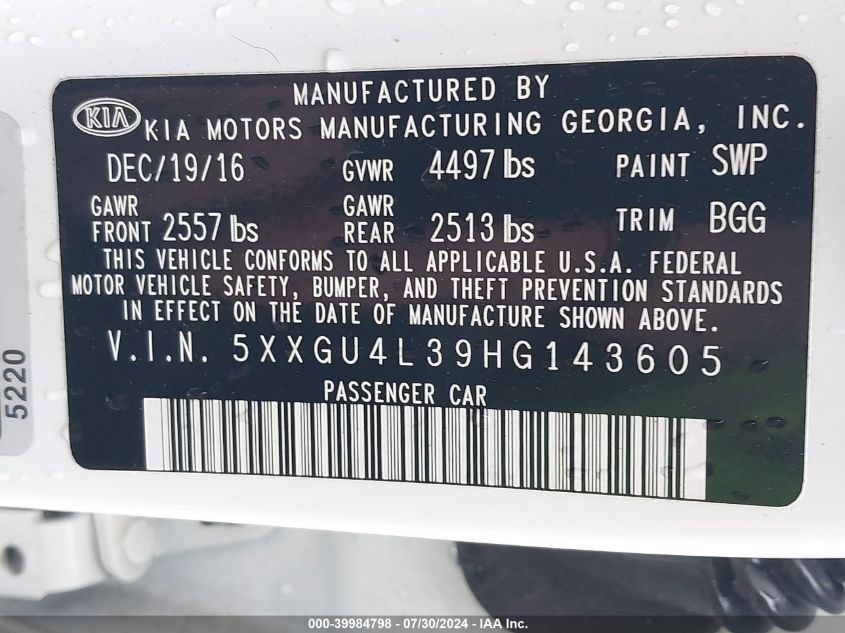 MANUFACTURED BY
KIA KIA MOTORS MANUFACTURING GEORGIA, INC.
DEC/19/16 GVWR 4497 lbs PAINT SWP
GAWR FRONT 2557 lbs GAWR REAR 2513 lbs TRIM BGG
THIS VEHICLE CONFORMS TO ALL APPLICABLE U.S.A. FEDERAL
MOTOR VEHICLE SAFETY, BUMPER, AND THEFT PREVENTION STANDARDS
IN EFFECT ON THE DATE OF MANUFACTURE SHOWN ABOVE.
V.I.N. 5XXGU4L39HG143605
PASSENGER CAR
5220
000-39984798 - 07/30/2024 - IAA Inc.